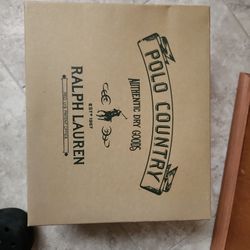 POLO COUNTRY
AUTHENTIC DRY GOODS
ESTD 1967
RALPH LAUREN